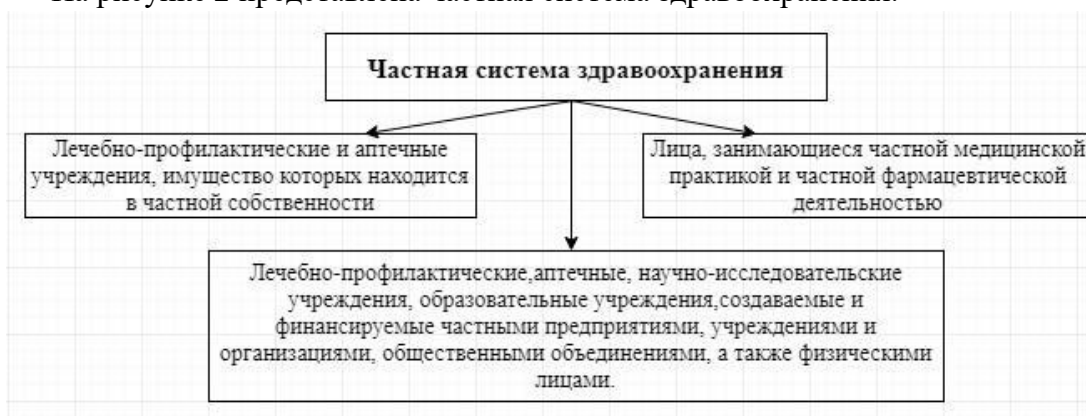 На рисунке 2 представлена частная система здравоохранения.
Частная система здравоохранения
Лечебно-профилактические и аптечные
учреждения, имущество которых находится
в частной собственности
Лица, занимающиеся частной медицинской
практикой и частной фармацевтической
деятельностью
Лечебно-профилактические,аптечные, научно-исследовательские
учреждения, образовательные учреждения,создаваемые и
финансируемые частными предприятиями, учреждениями и
организациями, общественными объединениями, а также физическими
лицами.